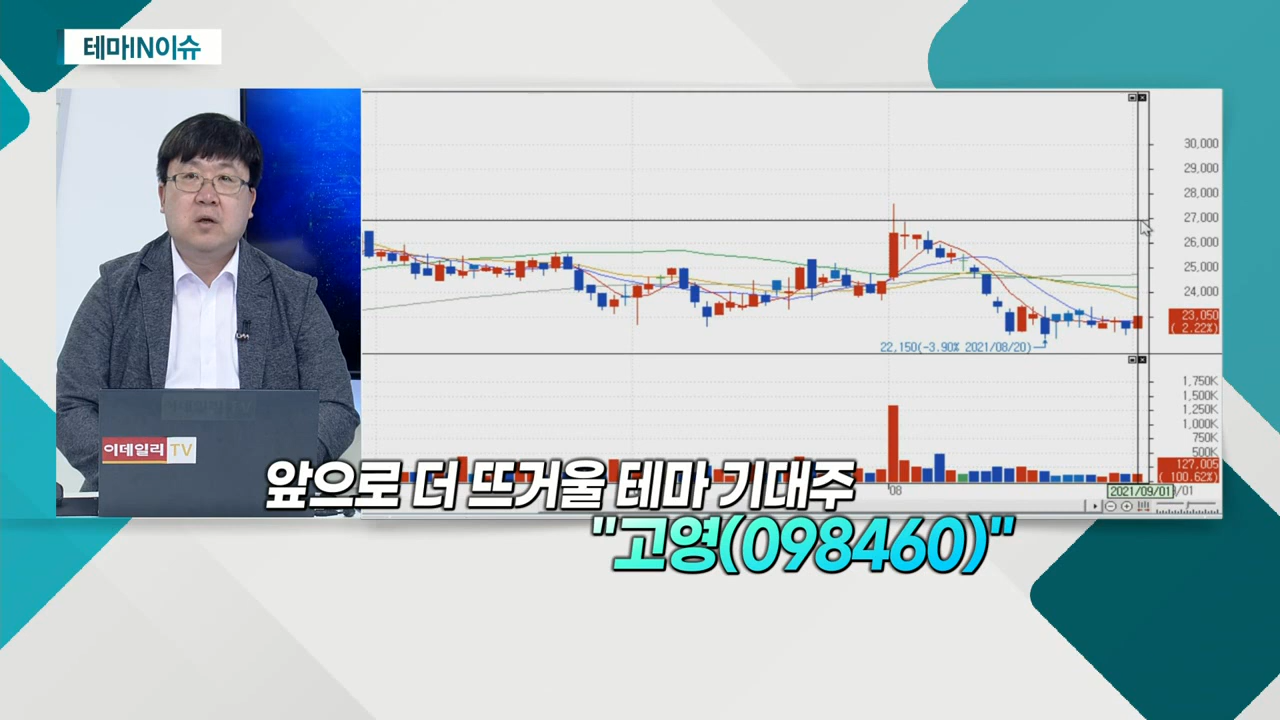 테마IN이슈
30,000
29,000
28,000
27,000
26,000
25,000
24,000
23,050
( 2.22%)
22,150(-3.90% 2021/08/20)
1,750K
1,500K
1,250K
1,000K
750K
500K
127,005
( 100.62%)
'08
2021/09/01
/01
이데일리TV
앞으로 더 뜨거울 테마 기대주
"고영(098460)"